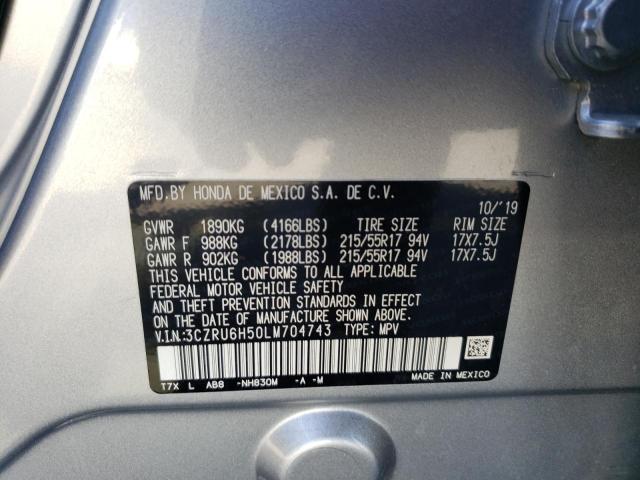 MFD.BY HONDA DE MEXICO S.A. DE C.V.
10/'19
GVWR 1890KG (4166LBS) TIRE SIZE RIM SIZE
GAWR F 988KG (2178LBS) 215/55R17 94V 17X7.5J
GAWR R 902KG (1988LBS) 215/55R17 94V 17X7.5J
THIS VEHICLE CONFORMS TO ALL APPLICABLE
FEDERAL MOTOR VEHICLE SAFETY
AND THEFT PREVENTION STANDARDS IN EFFECT
ON THE DATE OF MANUFACTURE SHOWN ABOVE.
V.I.N:3CZRU6H50LM704743 TYPE: MPV
T7X L AB8 -NH830M -A -M MADE IN MEXICO